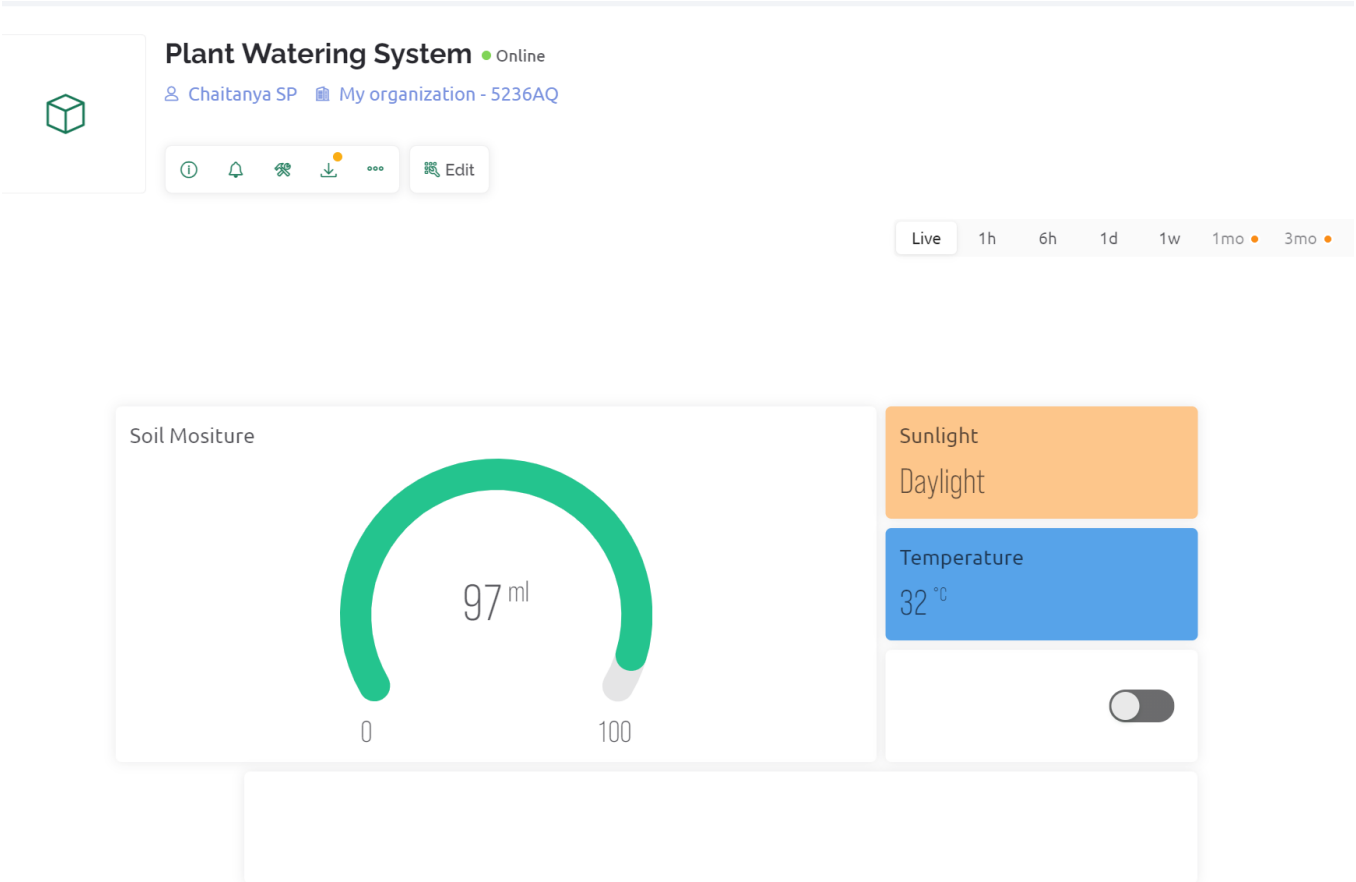 Plant Watering System Online
Chaitanya SP My organization - 5236AQ
Edit
Live 1h 6h 1d 1w 1mo 3mo
Soil Mositure
97 ml
0 100
Sunlight
Daylight
Temperature
32 °C